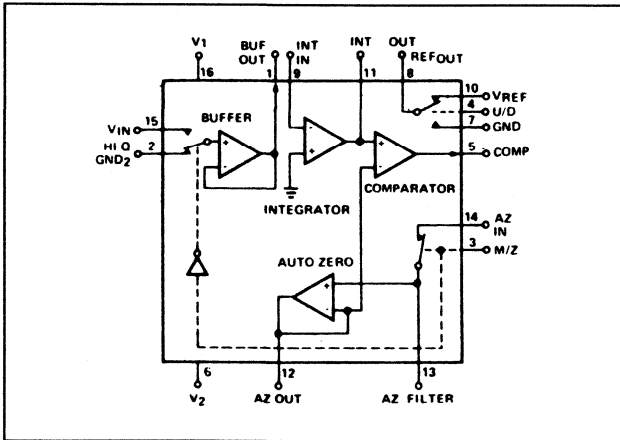 V1
BUF OUT
INT IN
INT
OUT
REFOUT
16
1
9
11
8
10
VREF
4
U/D
7
GND
15
VIN
BUFFER
HI Q
GND2
2
5
COMP
INTEGRATOR
COMPARATOR
14
AZ IN
3
M/Z
AUTO ZERO
6
12
13
V2
AZ OUT
AZ FILTER
+
-
-
+
+
-
+
-